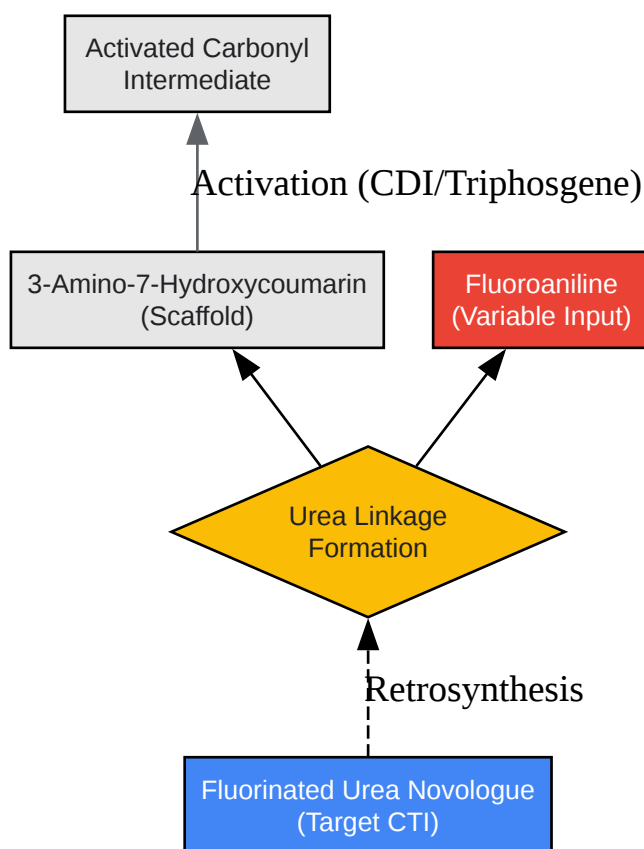 Activated Carbonyl
Intermediate
Activation (CDI/Triphosgene)
3-Amino-7-Hydroxycoumarin
(Scaffold)
Fluoroaniline
(Variable Input)
Urea Linkage
Formation
Retrosynthesis
Fluorinated Urea Novologue
(Target CTI)